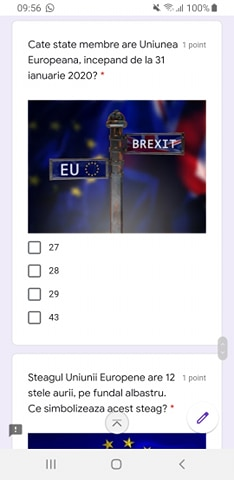 09:56
100%
Cate state membre are Uniunea 1 point
Europeana, incepand de la 31
ianuarie 2020? *
BREXIT
EU
27
28
29
43
Steagul Uniunii Europene are 12 1 point
stele aurii, pe fundal albastru.
Ce simbolizeaza acest steag? *